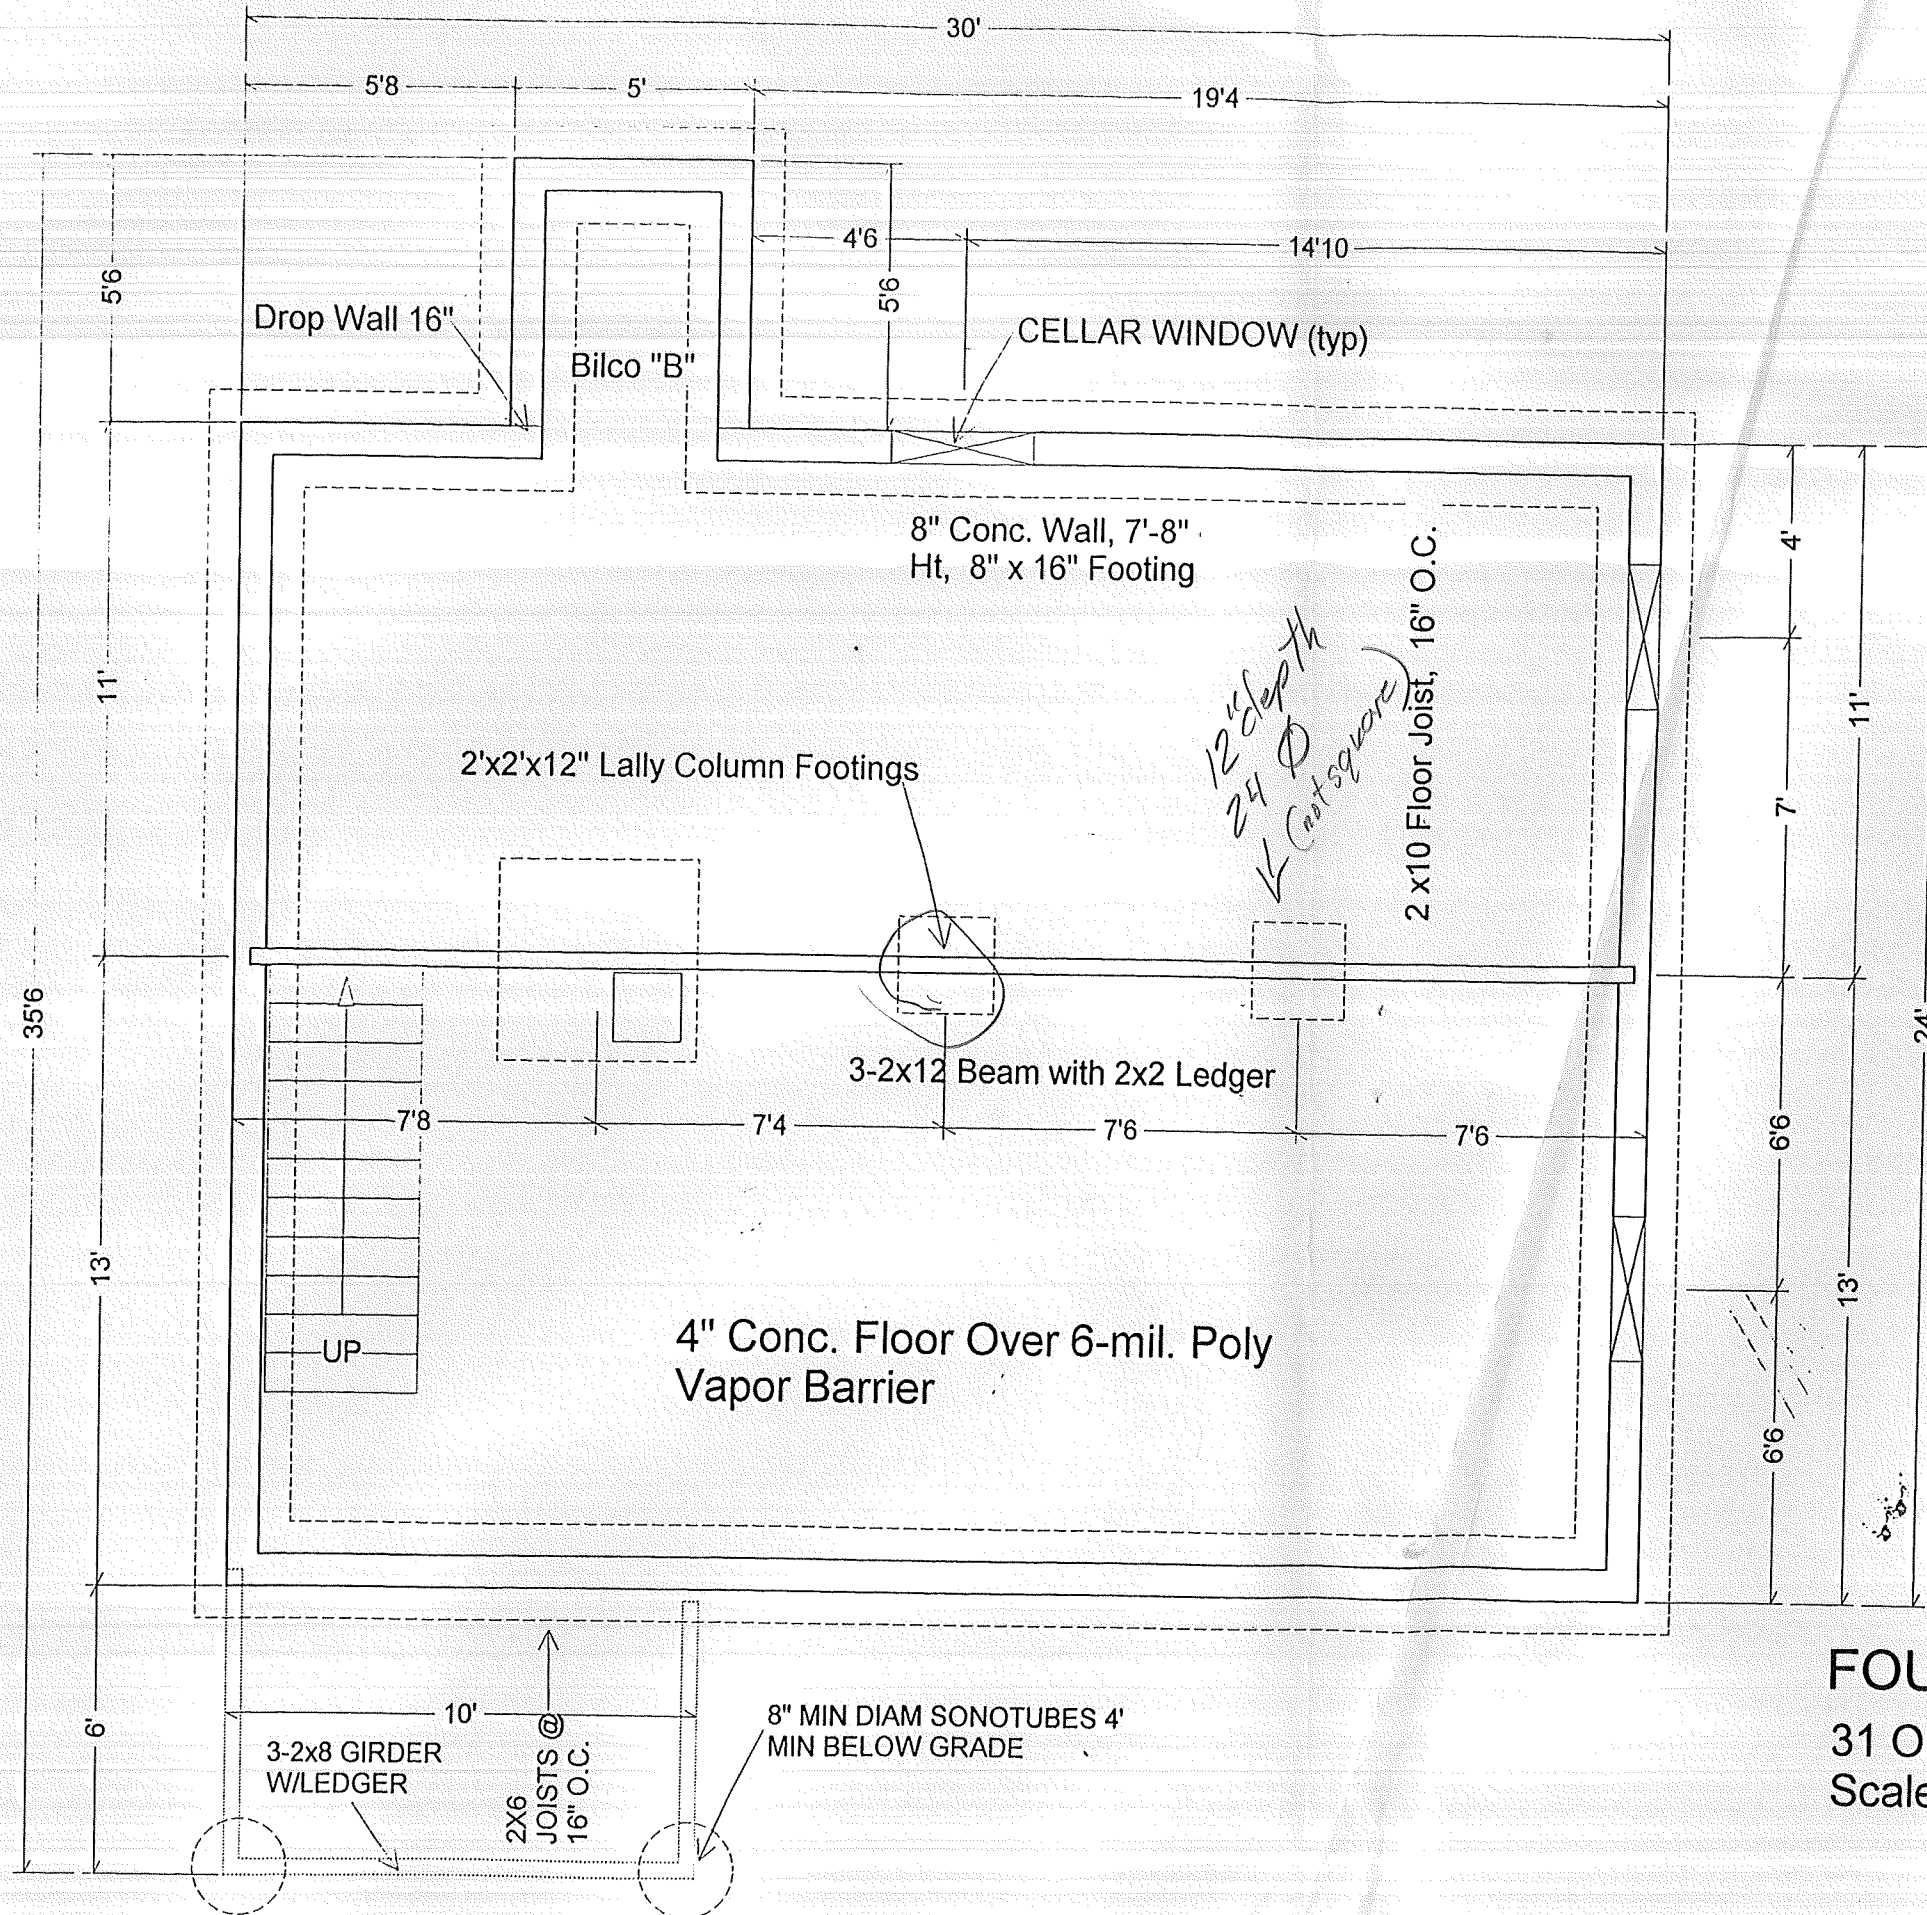 30'
5'8
5'
19'4
4'6
14'10
5'6
5'6
Drop Wall 16"
Bilco "B"
CELLAR WINDOW (typ)
8" Conc. Wall, 7'-8"
Ht, 8" x 16" Footing
4'
11'
11'
7'
12" depth
24 Ø
(not square)
2 x10 Floor Joist, 16" O.C.
2'x2'x12" Lally Column Footings
35'6
24'
3-2x12 Beam with 2x2 Ledger
7'8
7'4
7'6
7'6
6'6
13'
13'
UP
4" Conc. Floor Over 6-mil. Poly
Vapor Barrier
6'6
6'
10'
3-2x8 GIRDER
W/LEDGER
2X6
JOISTS @
16" O.C.
8" MIN DIAM SONOTUBES 4'
MIN BELOW GRADE
FOU
31 O
Scale